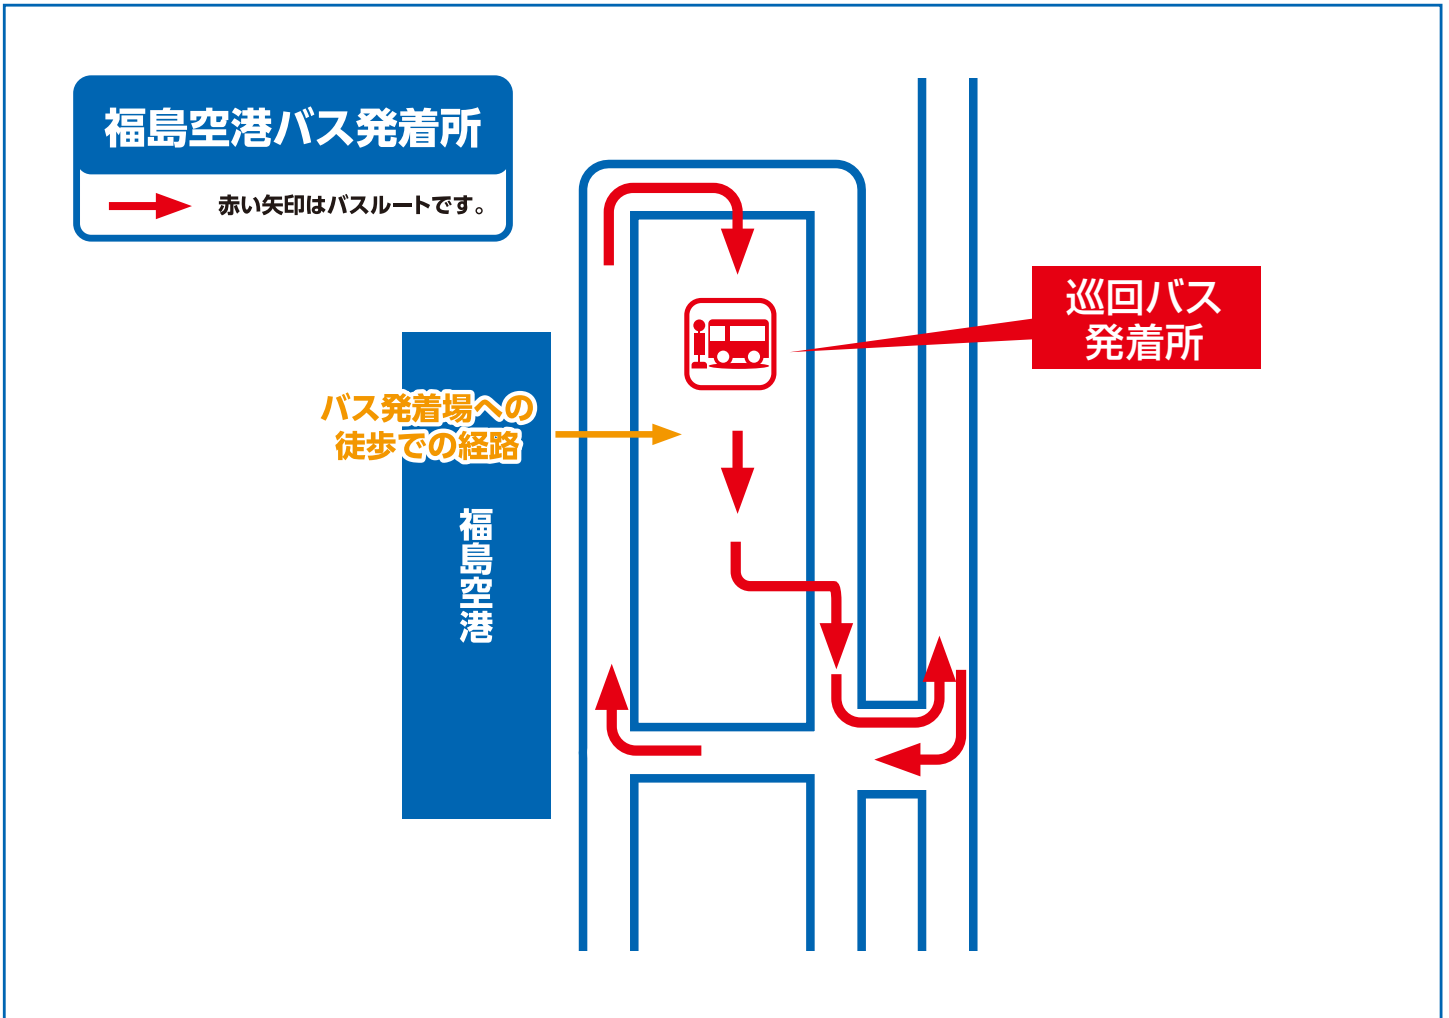 福島空港バス発着所
赤い矢印はバスルートです。
巡回バス
発着所
バス発着場への
徒歩での経路
福島空港